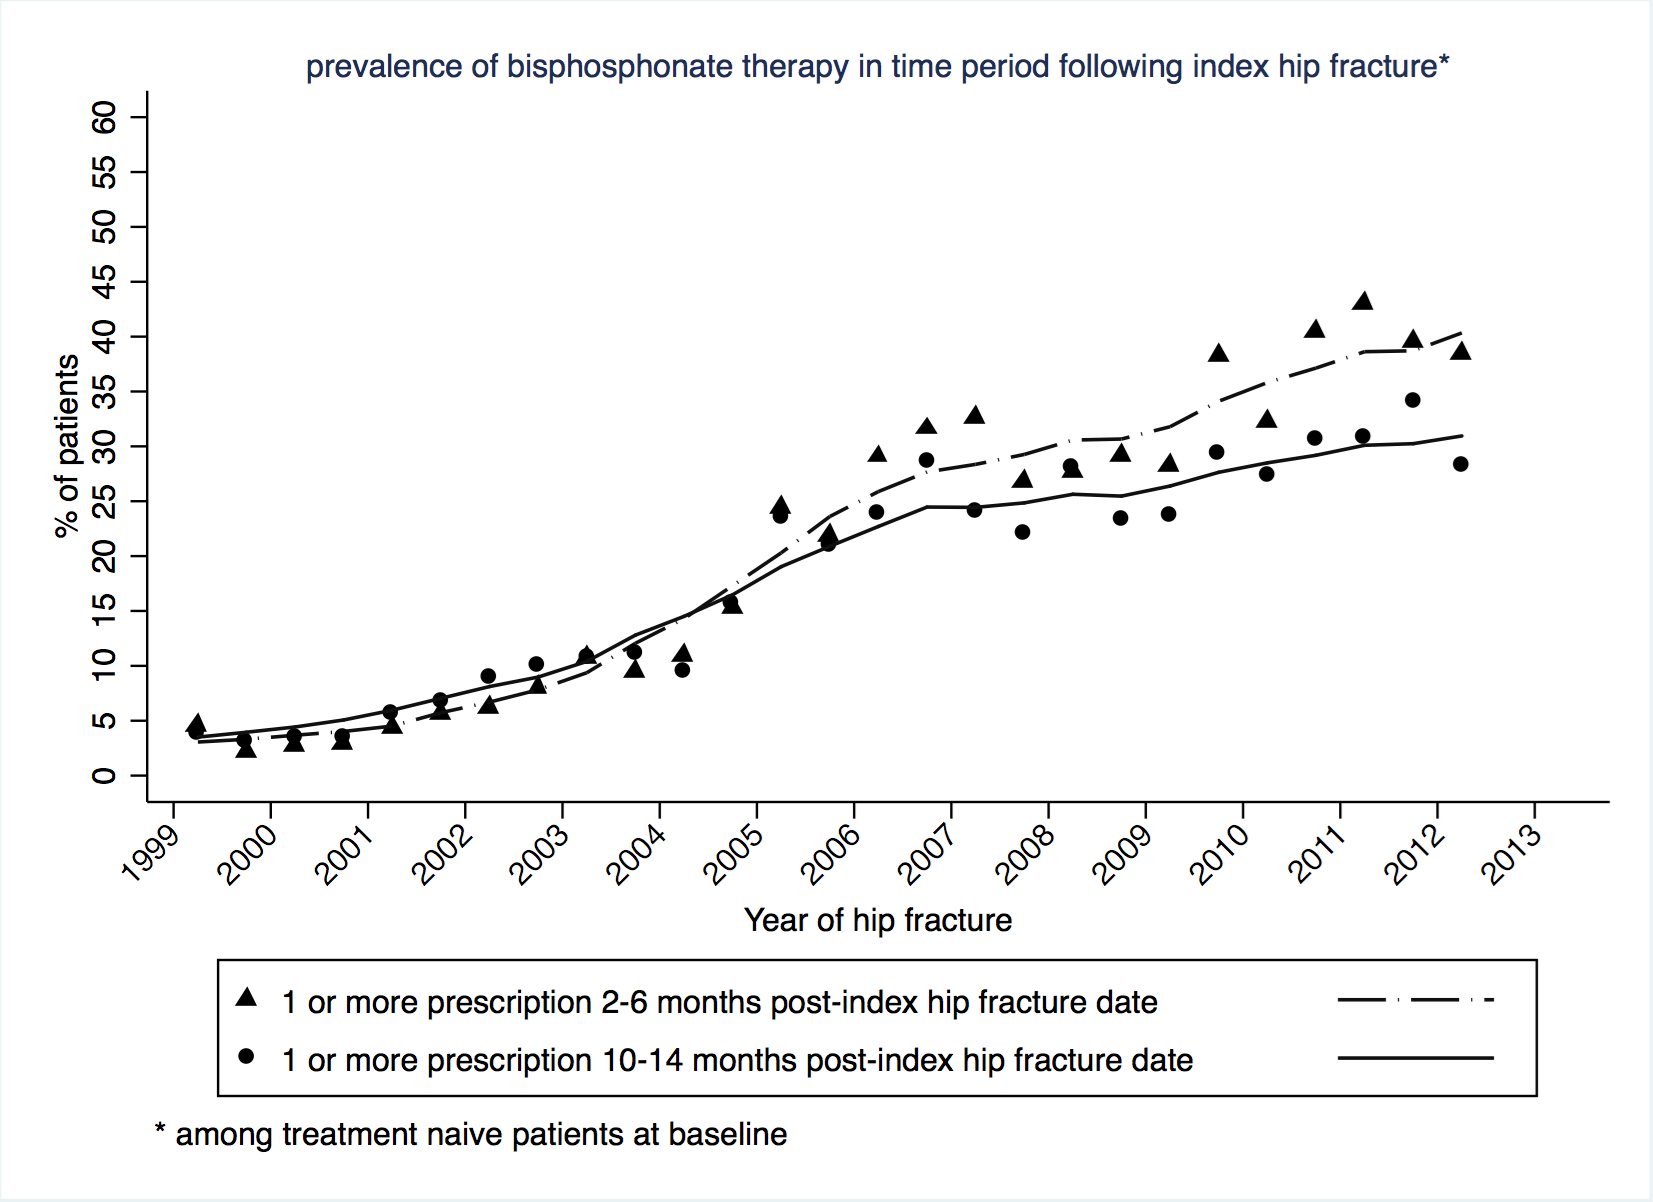 prevalence of bisphosphonate therapy in time period following index hip fracture*
% of patients
60
55
50
45
40
35
30
25
20
15
10
5
0
1999 2000 2001 2002 2003 2004 2005 2006 2007 2008 2009 2010 2011 2012 2013
Year of hip fracture
1 or more prescription 2-6 months post-index hip fracture date
1 or more prescription 10-14 months post-index hip fracture date
* among treatment naive patients at baseline